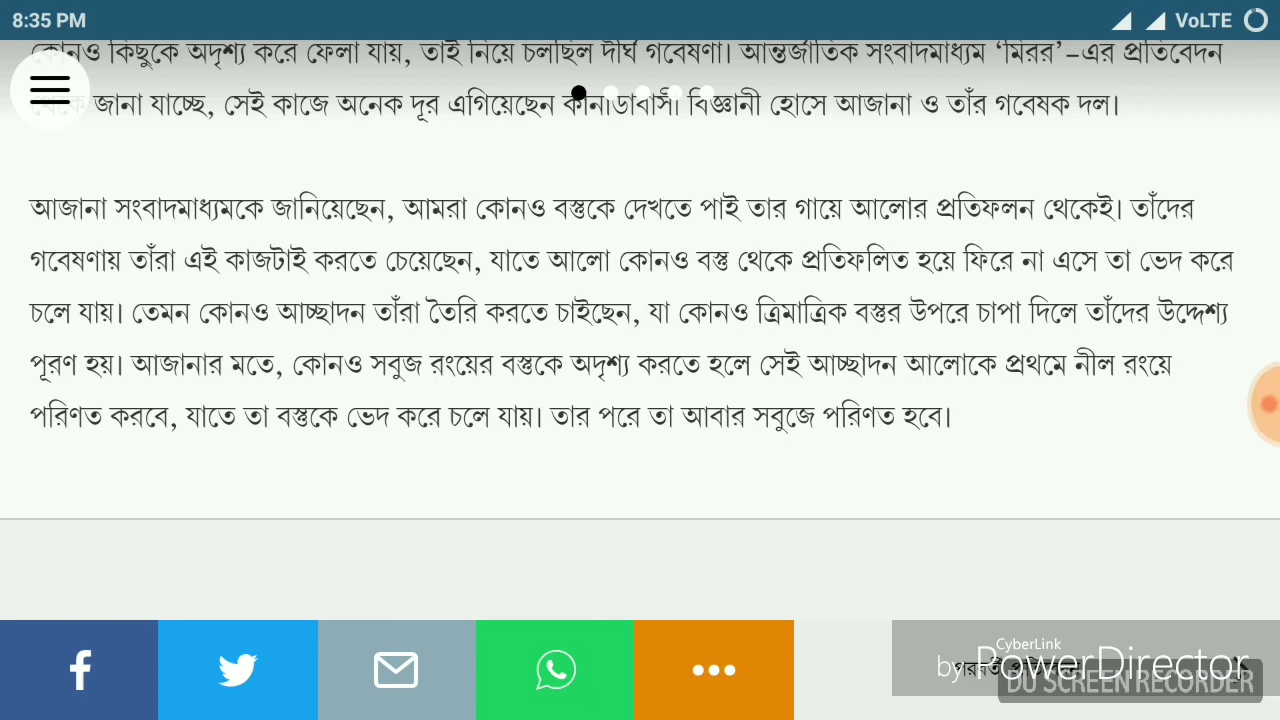 8:35 PM VoLTE
কোনও কিছুকে অদৃশ্য করে ফেলা যায়, তাই নিয়ে চলছিল দীর্ঘ গবেষণা। আন্তর্জাতিক সংবাদমাধ্যম ‘মিরর’-এর প্রতিবেদন
থেকে জানা যাচ্ছে, সেই কাজে অনেক দূর এগিয়েছেন কানাডাবাসী বিজ্ঞানী হোসে আজানা ও তাঁর গবেষক দল।
আজানা সংবাদমাধ্যমকে জানিয়েছেন, আমরা কোনও বস্তুকে দেখতে পাই তার গায়ে আলোর প্রতিফলন থেকেই। তাঁদের
গবেষণায় তাঁরা এই কাজটাই করতে চেয়েছেন, যাতে আলো কোনও বস্তু থেকে প্রতিফলিত হয়ে ফিরে না এসে তা ভেদ করে
চলে যায়। তেমন কোনও আচ্ছাদন তাঁরা তৈরি করতে চাইছেন, যা কোনও ত্রিমাত্রিক বস্তুর উপরে চাপা দিলে তাঁদের উদ্দেশ্য
পূরণ হয়। আজানার মতে, কোনও সবুজ রংয়ের বস্তুকে অদৃশ্য করতে হলে সেই আচ্ছাদন আলোকে প্রথমে নীল রংয়ে
পরিণত করবে, যাতে তা বস্তুকে ভেদ করে চলে যায়। তার পরে তা আবার সবুজে পরিণত হবে।
CyberLink
by PowerDirector
DU SCREEN RECORDER